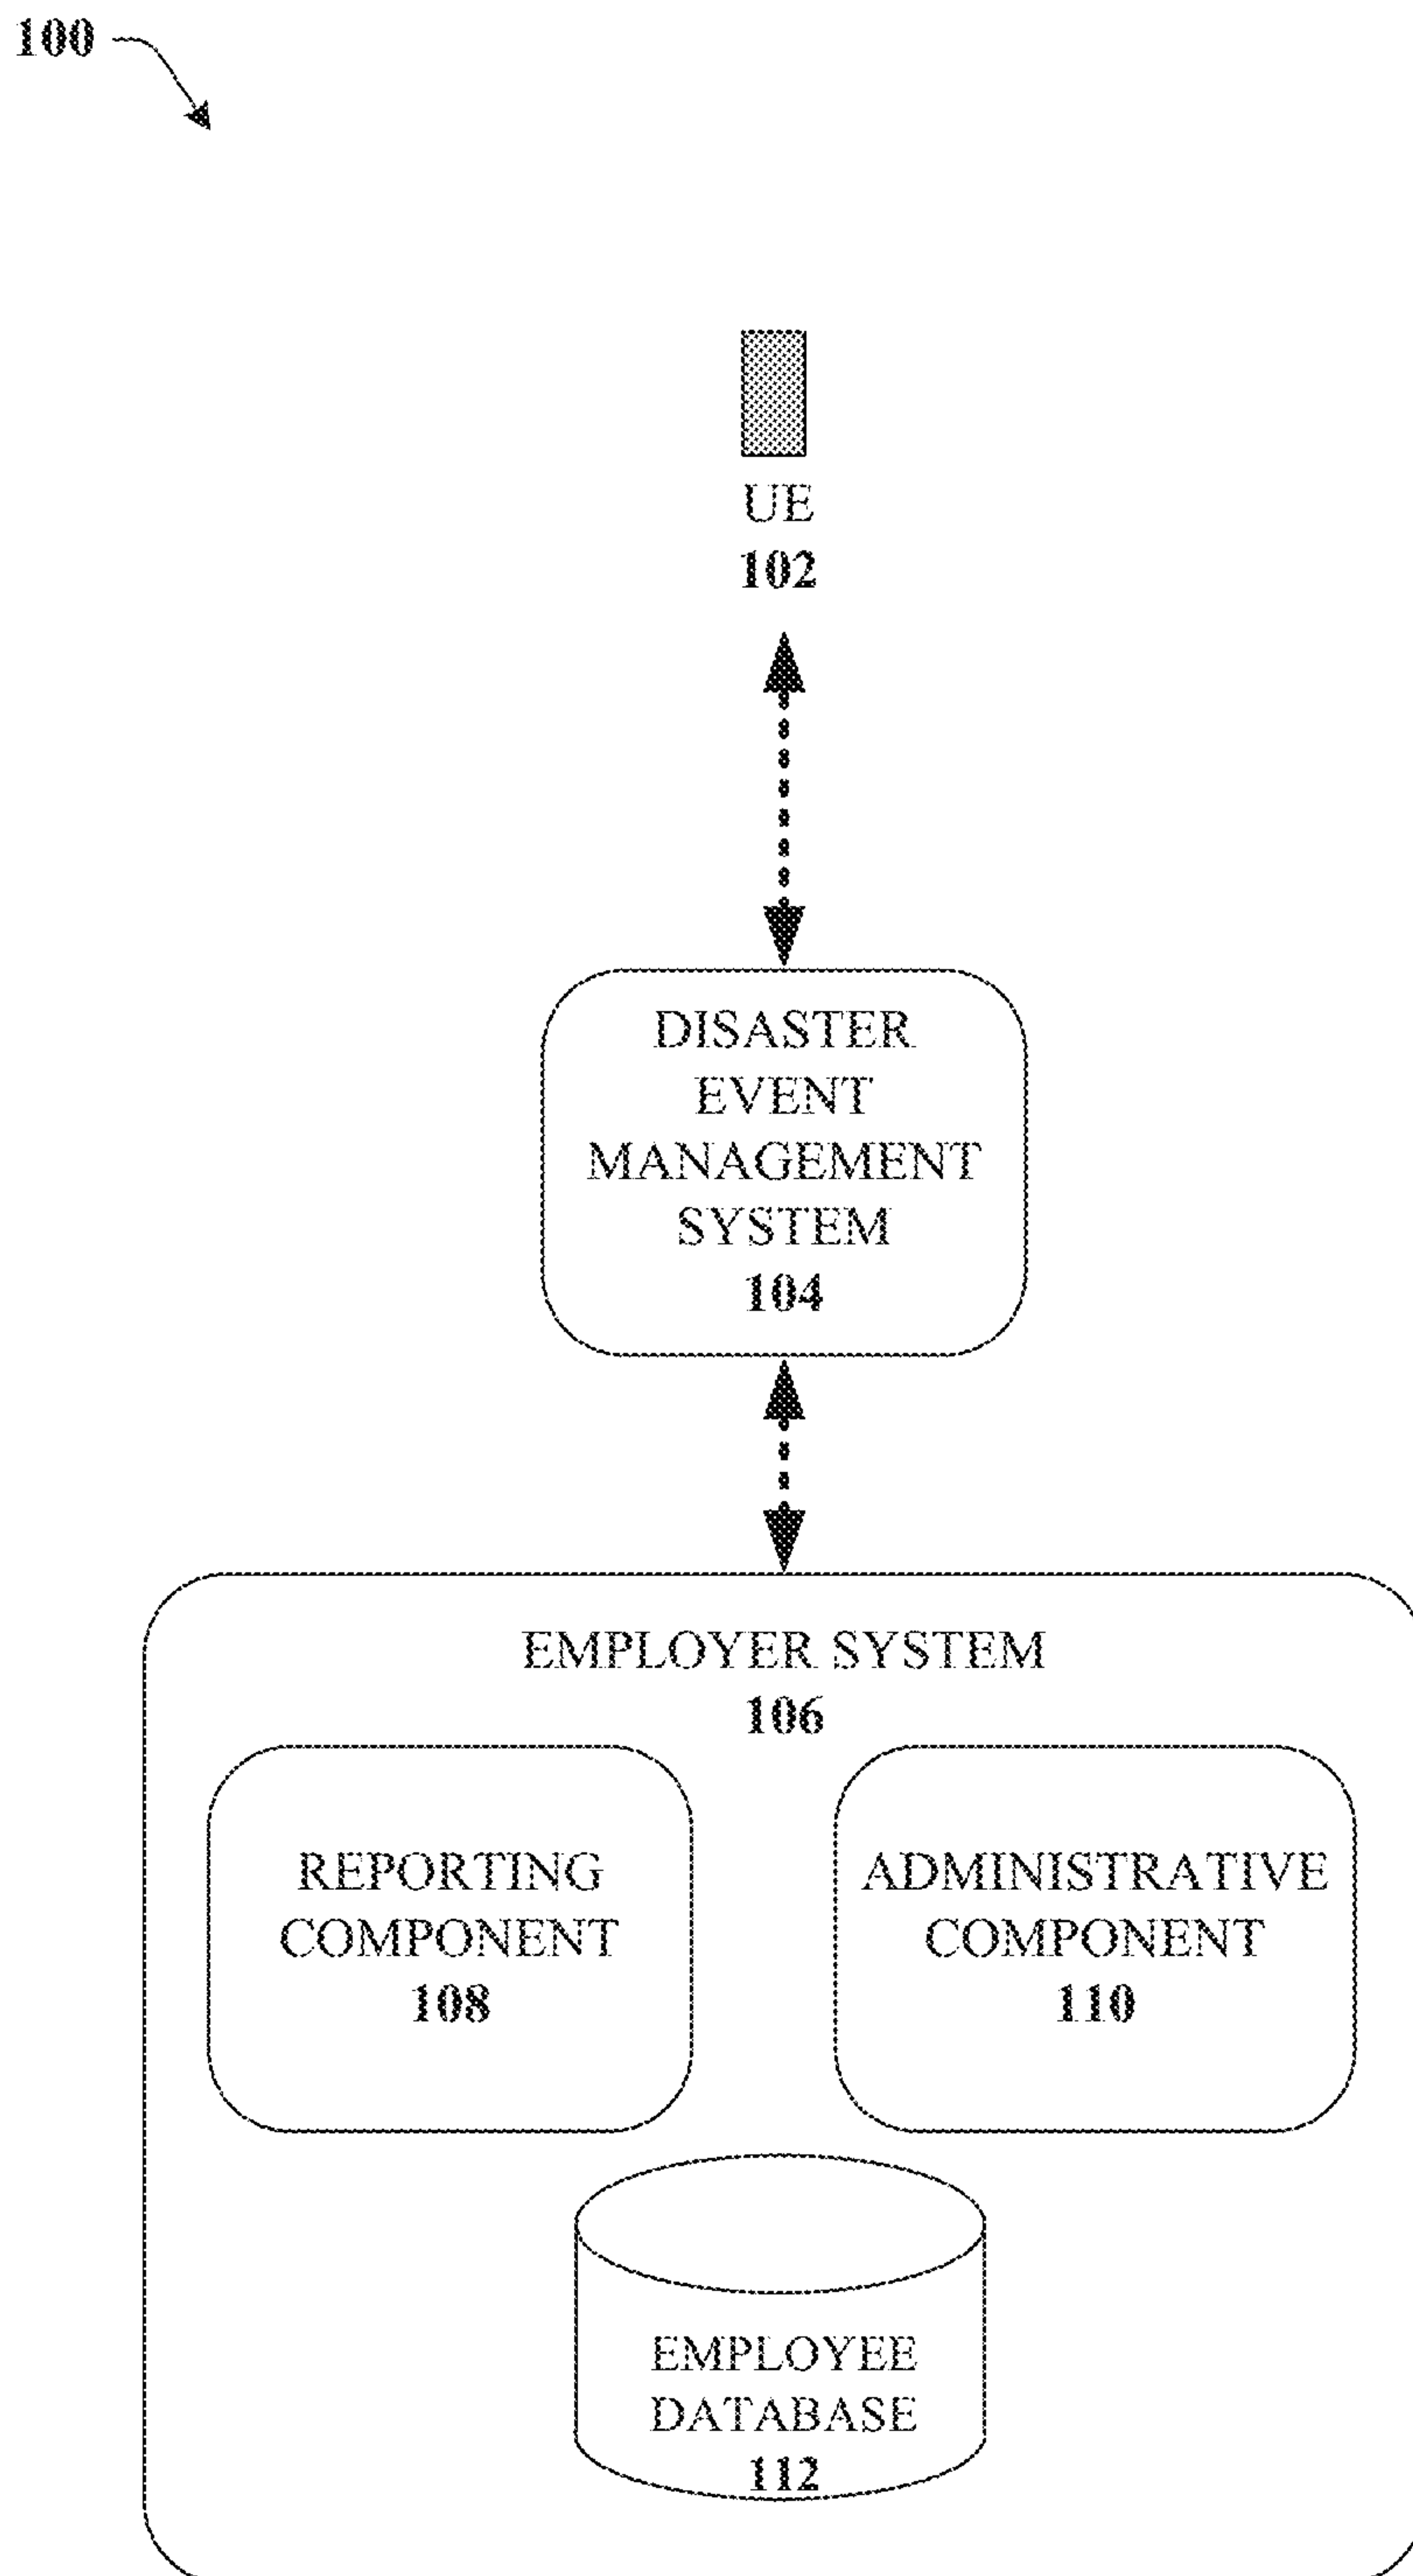 100
UE
102
DISASTER
EVENT
MANAGEMENT
SYSTEM
104
EMPLOYER SYSTEM
106
REPORTING
COMPONENT
108
ADMINISTRATIVE
COMPONENT
110
EMPLOYEE
DATABASE
112